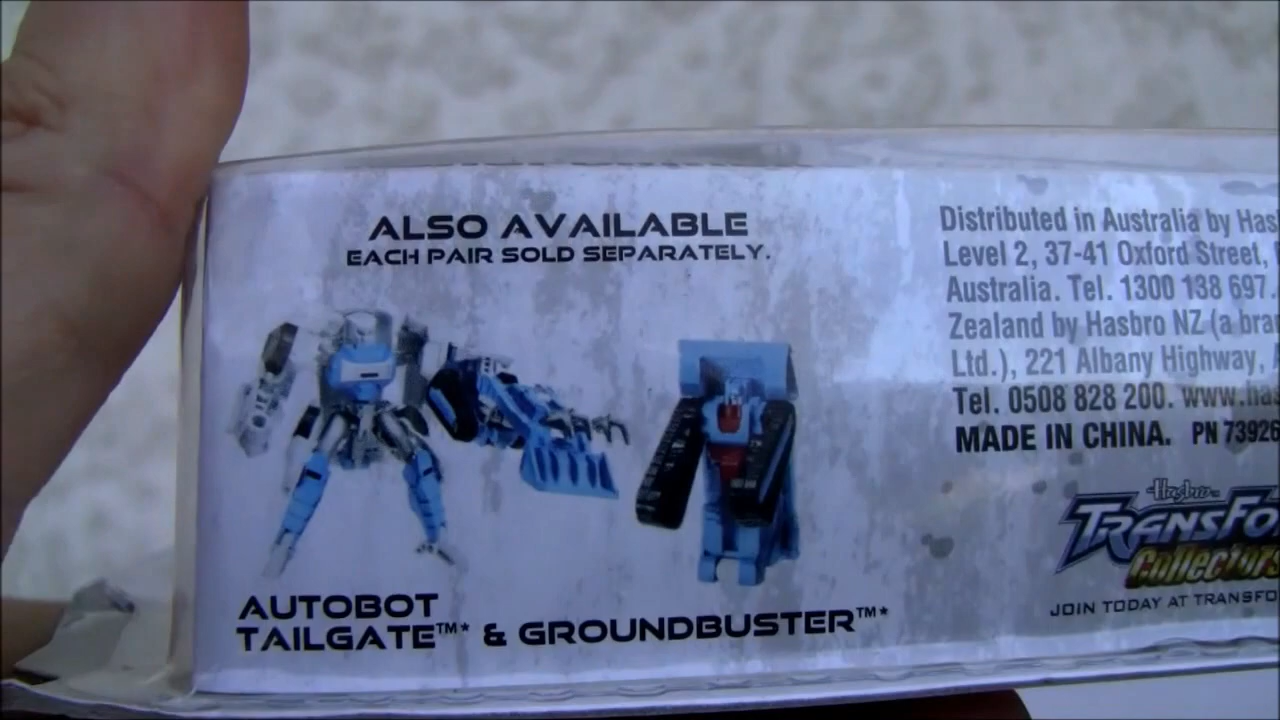 ALSO AVAILABLE
EACH PAIR SOLD SEPARATELY.
AUTOBOT
TAILGATE™* & GROUNDBUSTER™*
Distributed in Australia by Has
Level 2, 37-41 Oxford Street,
Australia. Tel. 1300 138 697.
Zealand by Hasbro NZ (a bra
Ltd.), 221 Albany Highway,
Tel. 0508 828 200. www.has
MADE IN CHINA. PN 73926
Hasbro
TRANSFO
Collectors
JOIN TODAY AT TRANSFO